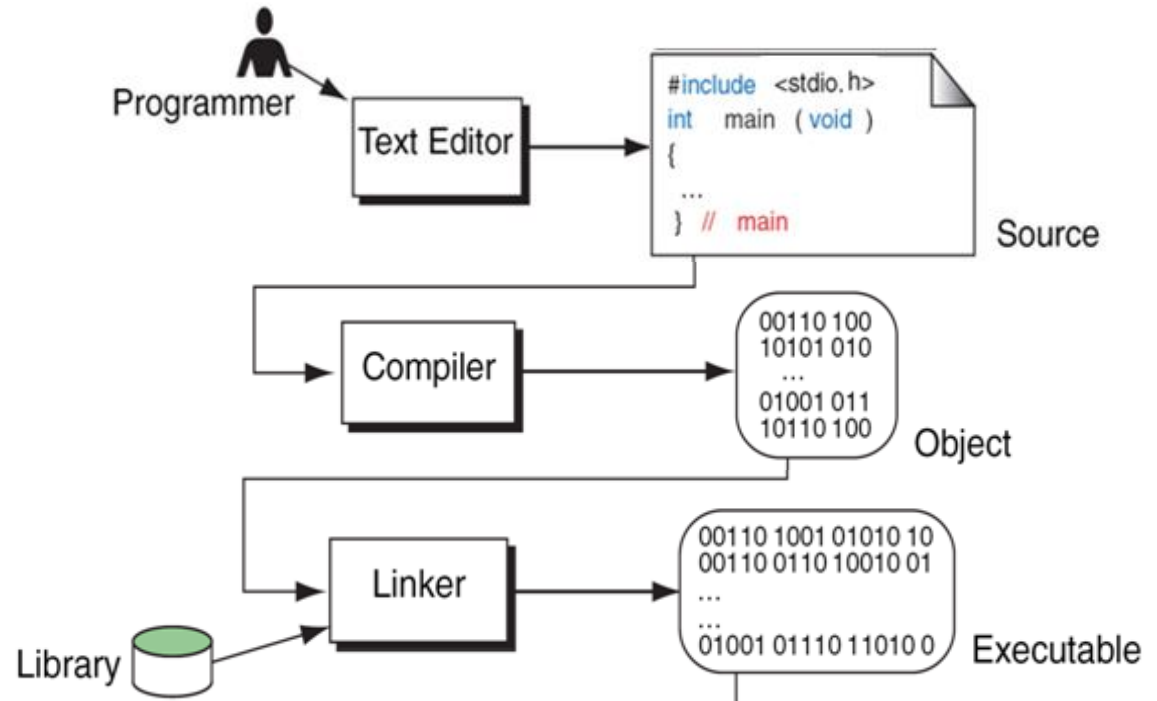 Programmer
Text Editor
#include <stdio.h>
int main ( void )
{
...
} // main
Source
Compiler
00110 100
10101 010
...
01001 011
10110 100
Object
Linker
Library
00110 1001 01010 10
00110 0110 10010 01
...
...
01001 01110 11010 0
Executable